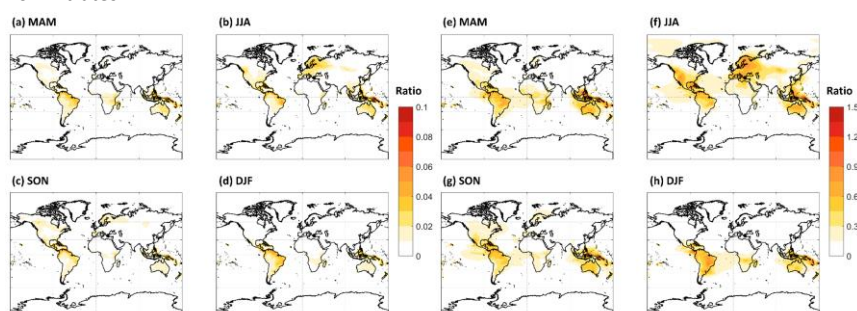 (a) MAM
(b) JJA
(e) MAM
(f) JJA
Ratio
Ratio
0.1
0.08
0.06
0.04
0.02
0
1.5
1.2
0.9
0.6
0.3
0
(c) SON
(d) DJF
(g) SON
(h) DJF